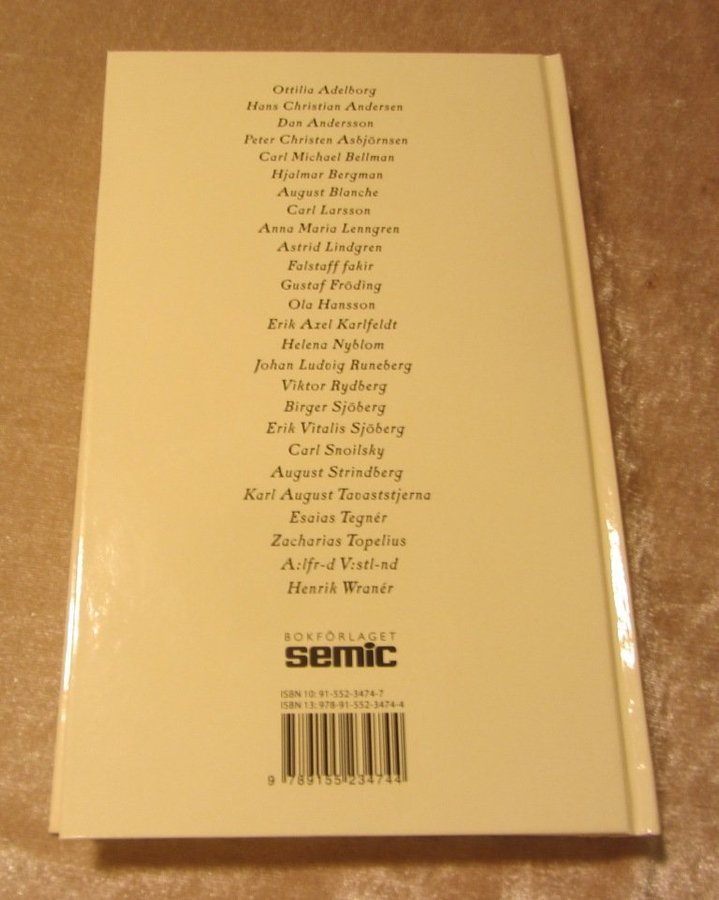 Ottilia Adelborg
Hans Christian Andersen
Dan Andersson
Peter Christen Asbjörnsen
Carl Michael Bellman
Hjalmar Bergman
August Blanche
Carl Larsson
Anna Maria Lenngren
Astrid Lindgren
Falstaff fakir
Gustaf Fröding
Ola Hansson
Erik Axel Karlfeldt
Helena Nyblom
Johan Ludvig Runeberg
Viktor Rydberg
Birger Sjöberg
Erik Vitalis Sjöberg
Carl Snoilsky
August Strindberg
Karl August Tavaststjerna
Esaias Tegnér
Zacharias Topelius
A:lfr-d V:stl-nd
Henrik Wranér
BOKFÖRLAGET
semic
ISBN 10: 91-552-3474-7
ISBN 13: 978-91-552-3474-4
9 789155 234744